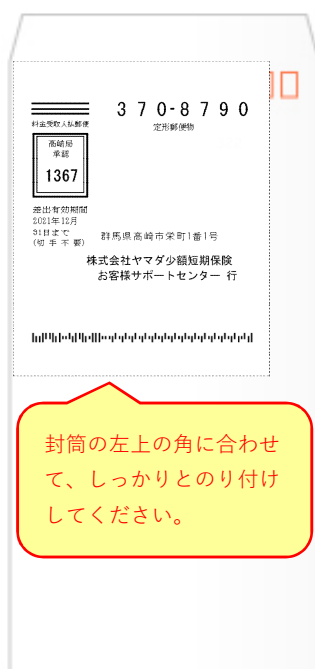 370-8790
料金受取人払郵便
定形郵便物
高崎局
承認
1367
差出有効期間
2021年12月
31日まで
(切手不要)
群馬県高崎市栄町1番1号
株式会社ヤマダ少額短期保険
お客様サポートセンター 行
封筒の左上の角に合わせ
て、しっかりとのり付け
してください。